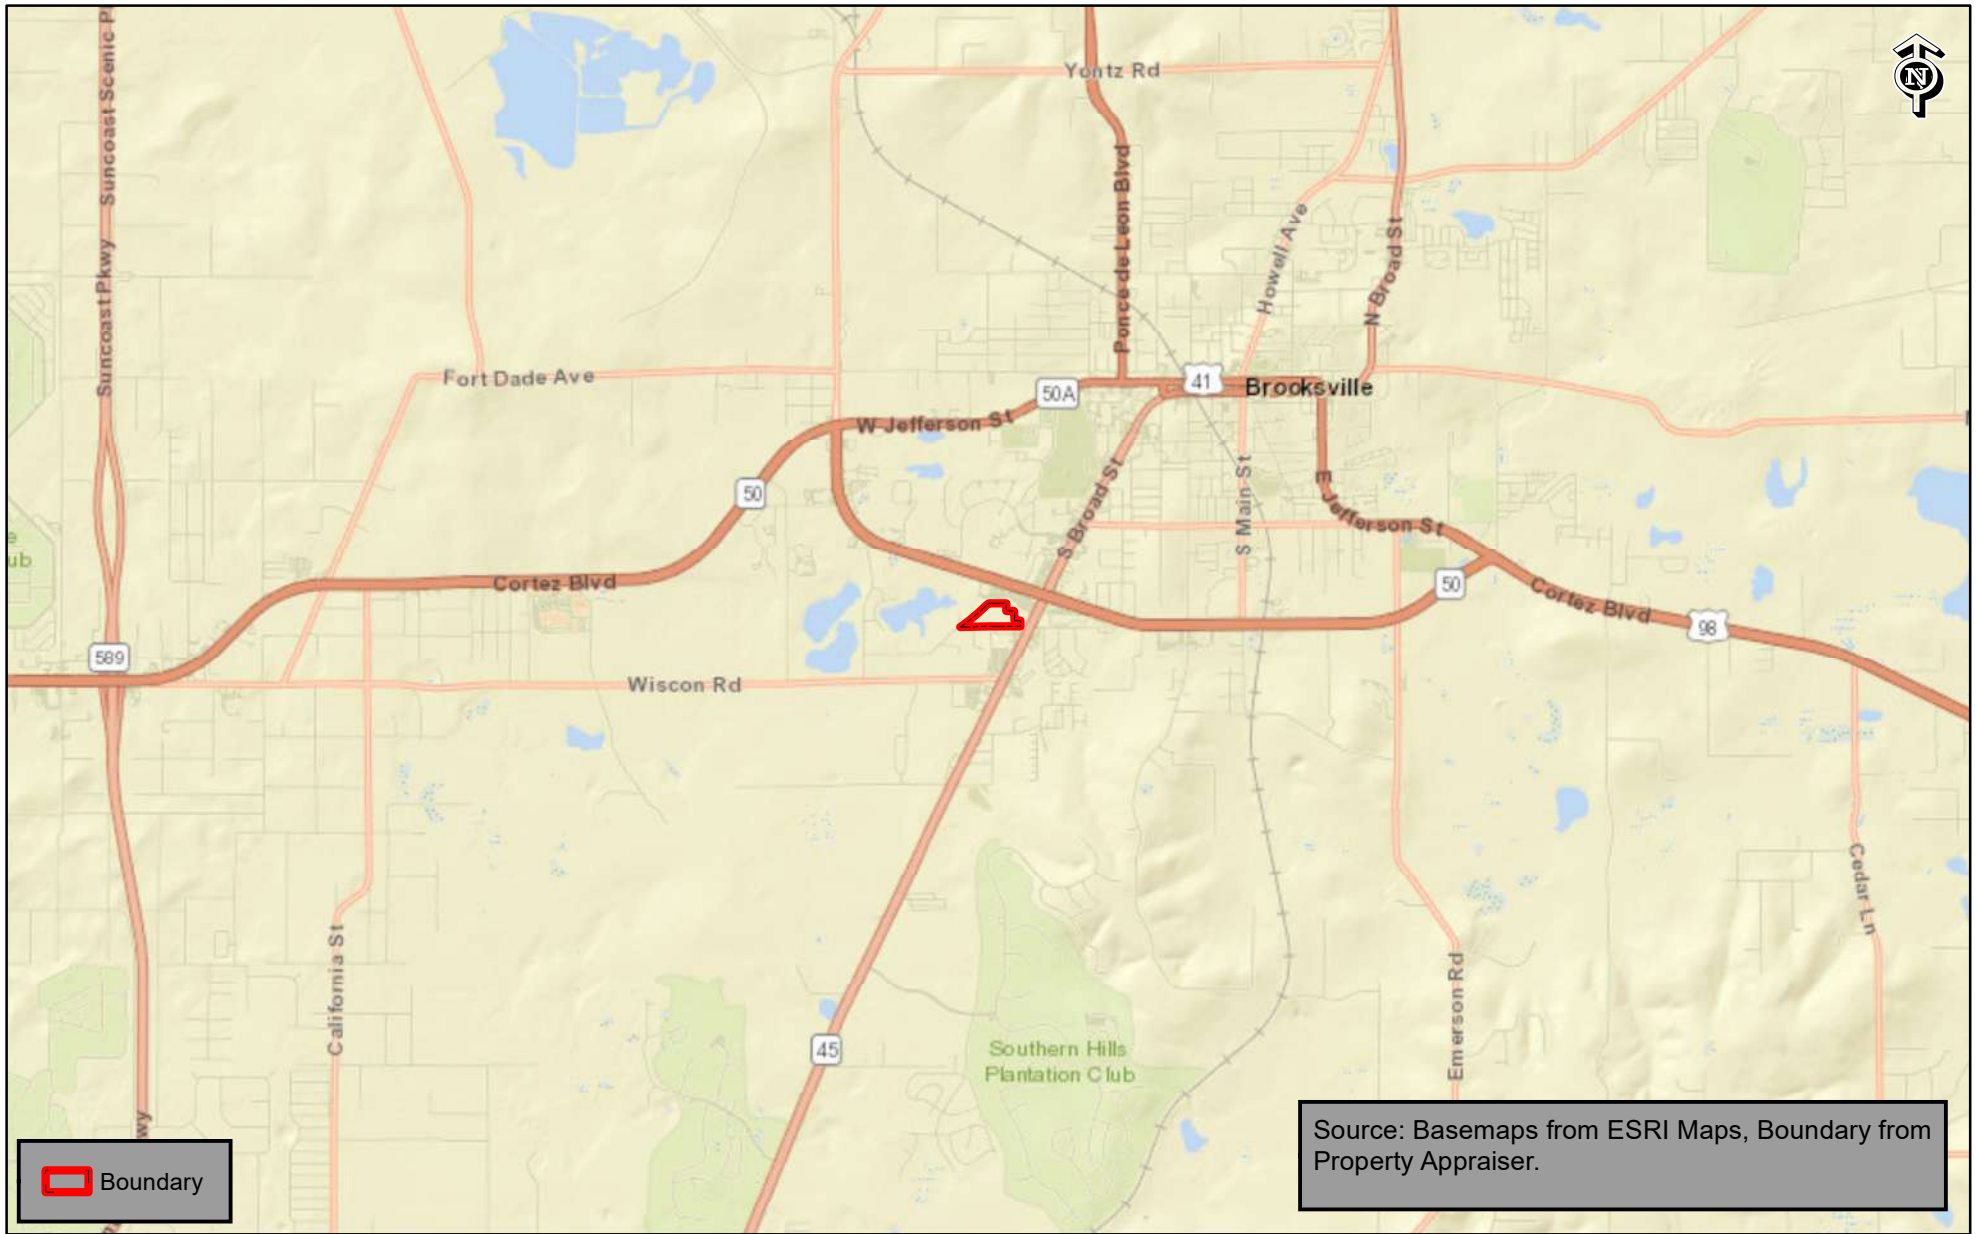 Suncoast Scenic P
N
Yontz Rd
Suncoast Pkwy
Ponce de Leon Blvd
Howell Ave
N Broad St
Fort Dade Ave
50A
41
Brooksville
W Jefferson St
50
S Broad St
S Main St
E Jefferson St
e
ub
Cortez Blvd
50
Cortez Blvd
98
589
Wiscon Rd
Cedar Ln
California St
Emerson Rd
45
Southern Hills
Plantation Club
wy
Boundary
Source: Basemaps from ESRI Maps, Boundary from
Property Appraiser.